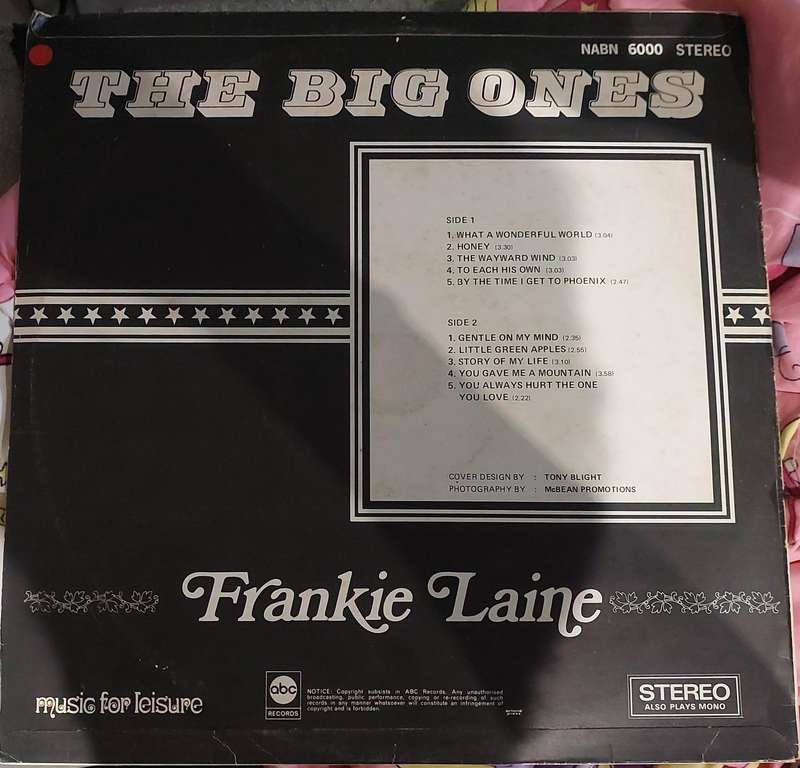 NABN 6000 STEREO
THE BIG ONES
SIDE 1
1. WHAT A WONDERFUL WORLD (3.04)
2. HONEY (3.30)
3. THE WAYWARD WIND (3.03)
4. TO EACH HIS OWN (3.03)
5. BY THE TIME I GET TO PHOENIX (2.47)
SIDE 2
1. GENTLE ON MY MIND (2.35)
2. LITTLE GREEN APPLES (2.55)
3. STORY OF MY LIFE (3.10)
4. YOU GAVE ME A MOUNTAIN (3.58)
5. YOU ALWAYS HURT THE ONE
YOU LOVE (2.22)
COVER DESIGN BY : TONY BLIGHT
PHOTOGRAPHY BY : McBEAN PROMOTIONS
Frankie Laine
music for leisure
abc
RECORDS
NOTICE: Copyright subsists in ABC Records. Any unauthorised
broadcasting, public performance, copying or re-recording of such
records in any manner whatsoever will constitute an infringement of
copyright and is forbidden.
STEREO
ALSO PLAYS MONO